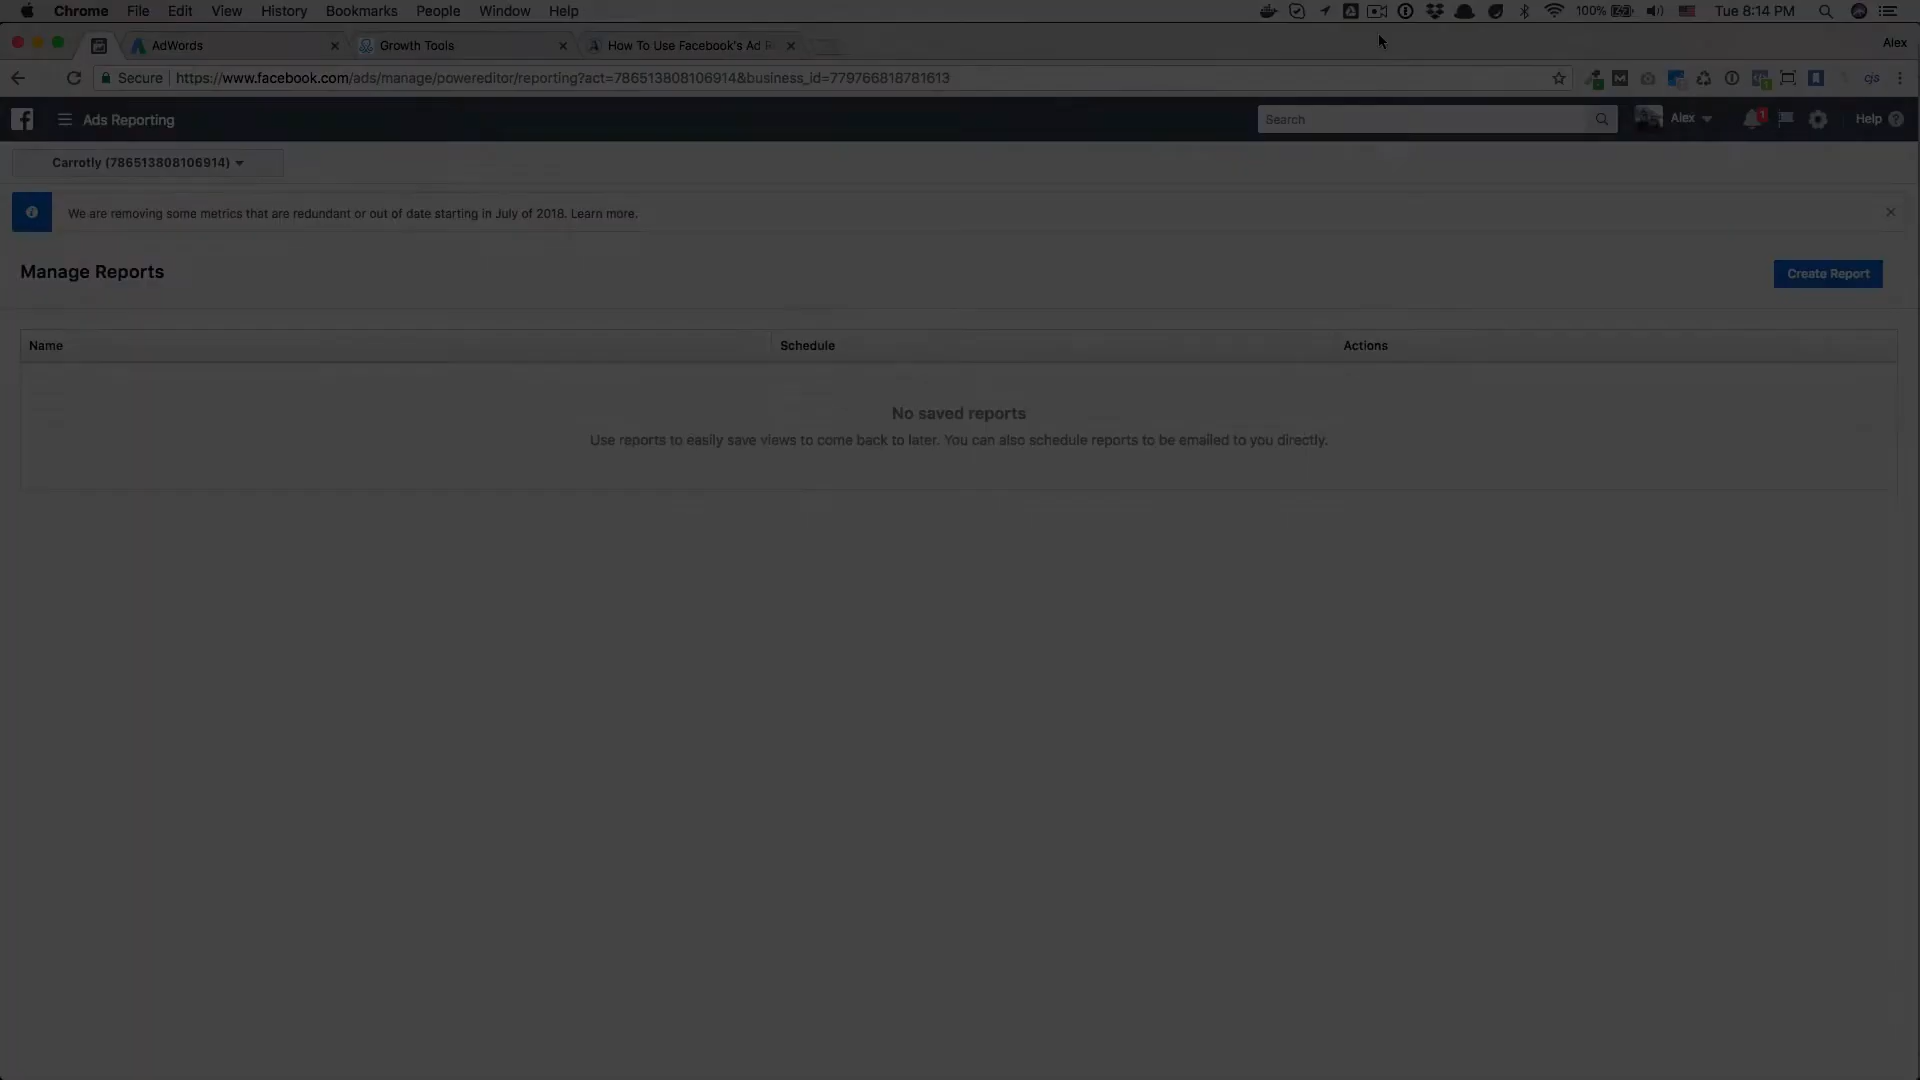 Chrome File Edit View History Bookmarks People Window Help 100% Tue 8:14 PM
AdWords Growth Tools How To Use Facebook's Ad R Alex
Secure https://www.facebook.com/ads/manage/powereditor/reporting?act=786513808106914&business_id=779766818781613 cjs
Ads Reporting Search Alex 1 Help
Carrotly (786513808106914)
We are removing some metrics that are redundant or out of date starting in July of 2018. Learn more.
Manage Reports Create Report
Name Schedule Actions
No saved reports
Use reports to easily save views to come back to later. You can also schedule reports to be emailed to you directly.